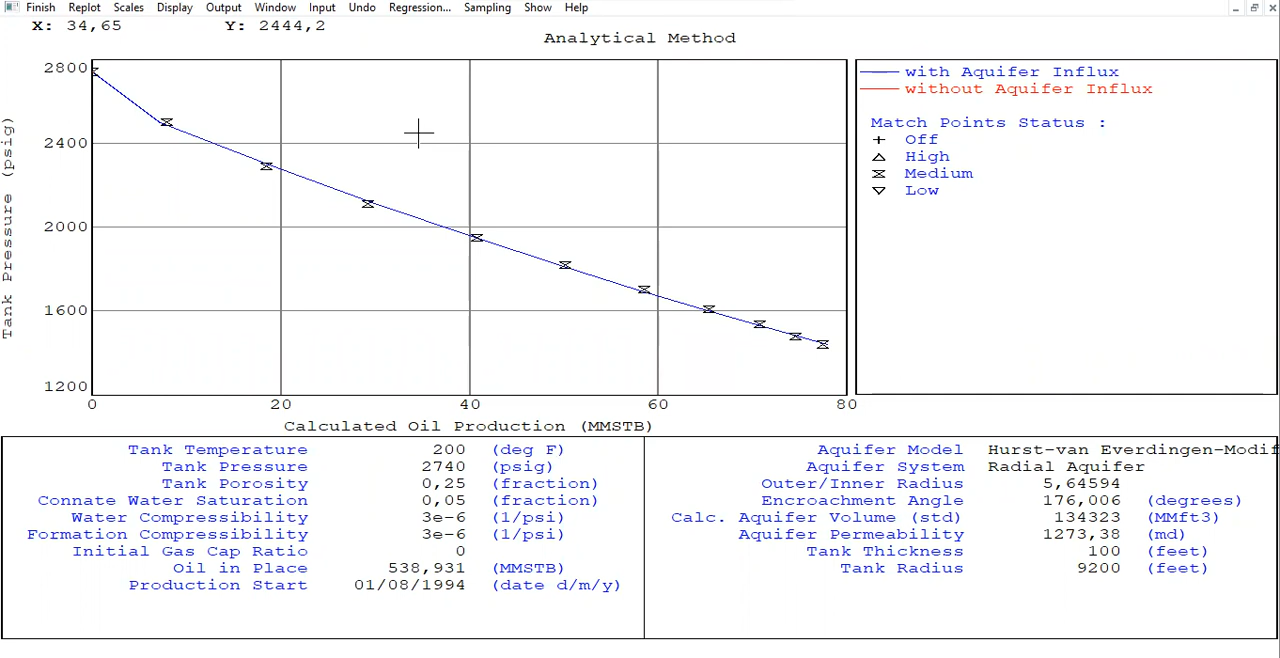 Finish Replot Scales Display Output Window Input Undo Regression... Sampling Show Help
X: 34,65 Y: 2444,2
Analytical Method
Tank Pressure (psig)
2800
2400
2000
1600
1200
0 20 40 60 80
Calculated Oil Production (MMSTB)
with Aquifer Influx
without Aquifer Influx
Match Points Status :
Off
High
Medium
Low
Tank Temperature 200 (deg F)
Tank Pressure 2740 (psig)
Tank Porosity 0,25 (fraction)
Connate Water Saturation 0,05 (fraction)
Water Compressibility 3e-6 (1/psi)
Formation Compressibility 3e-6 (1/psi)
Initial Gas Cap Ratio 0
Oil in Place 538,931 (MMSTB)
Production Start 01/08/1994 (date d/m/y)
Aquifer Model Hurst-van Everdingen-Modif
Aquifer System Radial Aquifer
Outer/Inner Radius 5,64594
Encroachment Angle 176,006 (degrees)
Calc. Aquifer Volume (std) 134323 (MMft3)
Aquifer Permeability 1273,38 (md)
Tank Thickness 100 (feet)
Tank Radius 9200 (feet)